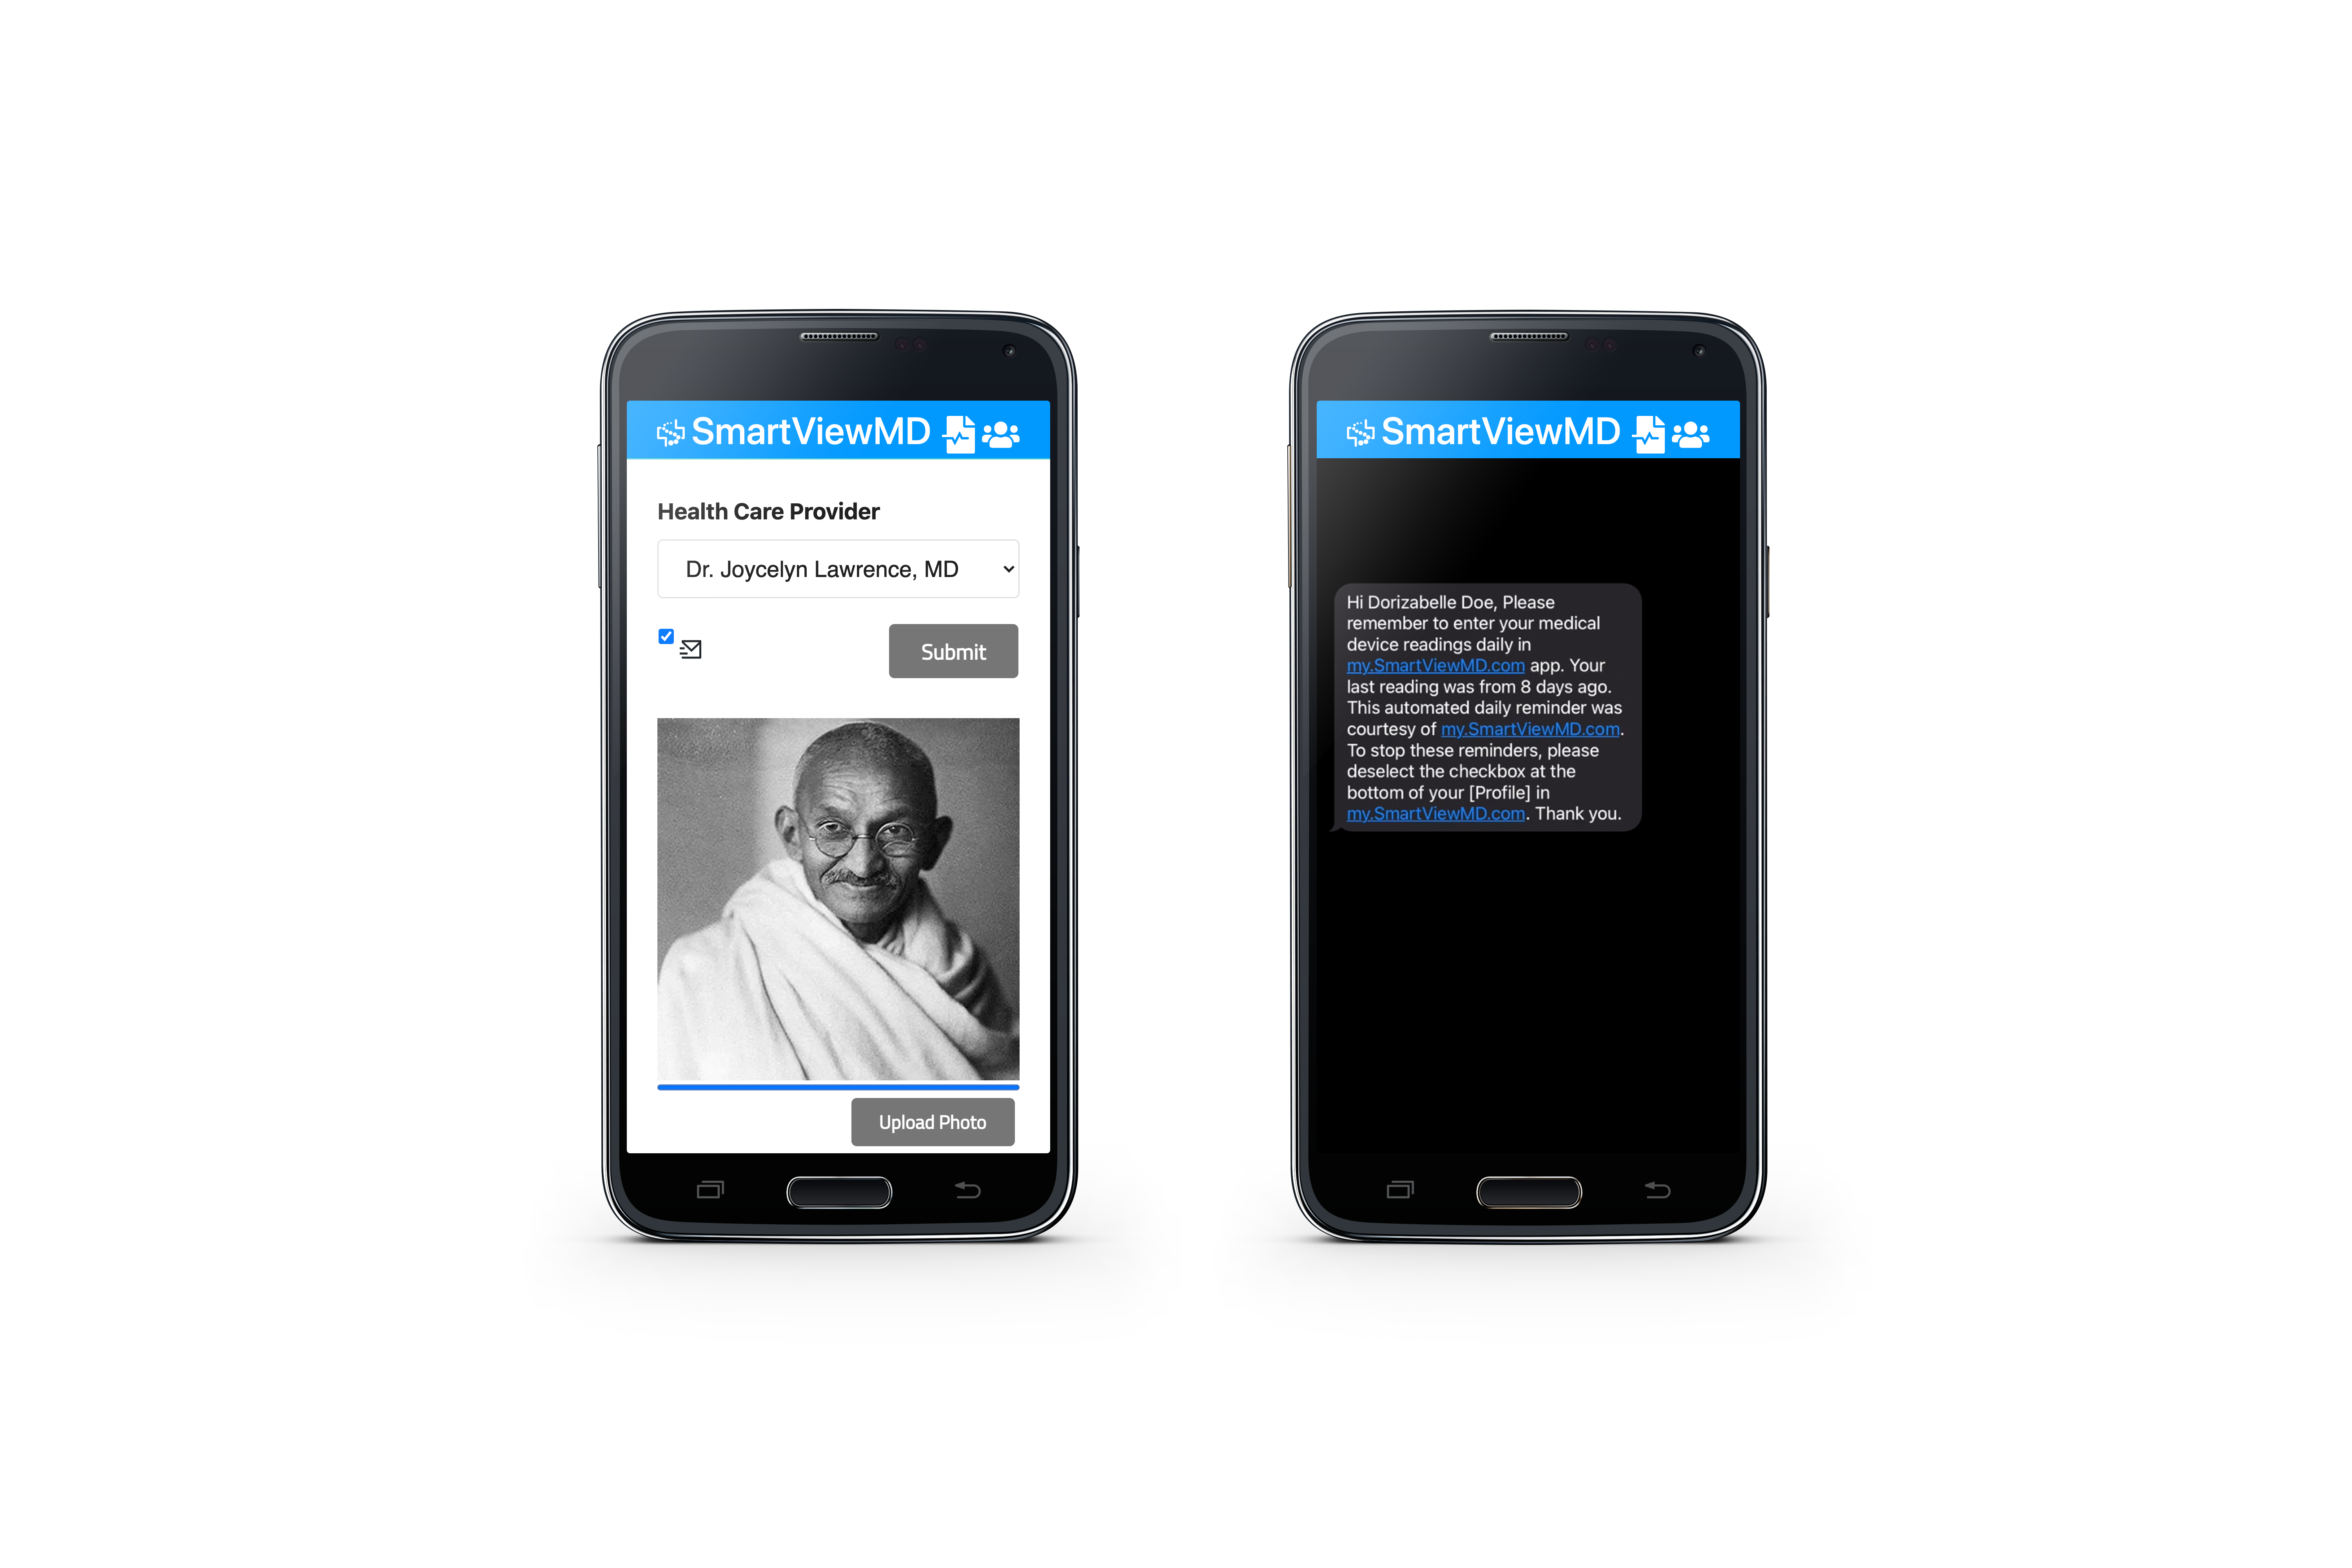 SmartViewMD
Health Care Provider
Dr. Joycelyn Lawrence, MD
Submit
Upload Photo
SmartViewMD
Hi Dorizabelle Doe, Please
remember to enter your medical
device readings daily in
my.SmartViewMD.com app. Your
last reading was from 8 days ago.
This automated daily reminder was
courtesy of my.SmartViewMD.com.
To stop these reminders, please
deselect the checkbox at the
bottom of your [Profile] in
my.SmartViewMD.com. Thank you.